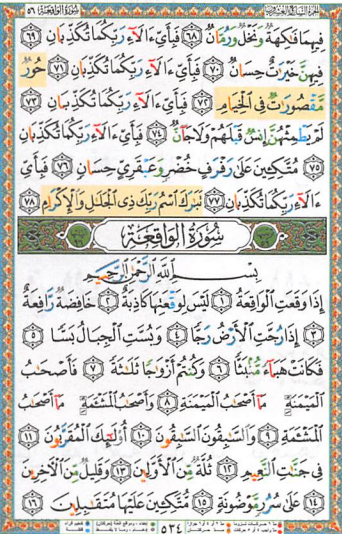 الجزء السابع والعشرون سورة الواقعة ٥٦
فِيهِمَا فَٰكِهَةٌ وَنَخْلٌ وَرُمَّانٌ ٦٨ فَبِأَيِّ ءَالَآءِ رَبِّكُمَا تُكَذِّبَانِ ٦٩
فِيهِنَّ خَيْرَٰتٌ حِسَانٌ ٧٠ فَبِأَيِّ ءَالَآءِ رَبِّكُمَا تُكَذِّبَانِ ٧١ حُورٌ
مَّقْصُورَٰتٌ فِى ٱلْخِيَامِ ٧٢ فَبِأَيِّ ءَالَآءِ رَبِّكُمَا تُكَذِّبَانِ ٧٣
لَمْ يَطْمِثْهُنَّ إِنسٌ قَبْلَهُمْ وَلَا جَآنٌّ ٧٤ فَبِأَيِّ ءَالَآءِ رَبِّكُمَا تُكَذِّبَانِ
٧٥ مُتَّكِـِٔينَ عَلَىٰ رَفْرَفٍ خُضْرٍ وَعَبْقَرِىٍّ حِسَانٍ ٧٦ فَبِأَيِّ
ءَالَآءِ رَبِّكُمَا تُكَذِّبَانِ ٧٧ تَبَٰرَكَ ٱسْمُ رَبِّكَ ذِى ٱلْجَلَٰلِ وَٱلْإِكْرَامِ ٧٨
سُورَةُ الوَاقِعَةِ
بِسْمِ ٱللَّهِ ٱلرَّحْمَٰنِ ٱلرَّحِيمِ
إِذَا وَقَعَتِ ٱلْوَاقِعَةُ ١ لَيْسَ لِوَقْعَتِهَا كَاذِبَةٌ ٢ خَافِضَةٌ رَّافِعَةٌ
٣ إِذَا رُجَّتِ ٱلْأَرْضُ رَجًّا ٤ وَبُسَّتِ ٱلْجِبَالُ بَسًّا ٥
فَكَانَتْ هَبَآءً مُّنۢبَثًّا ٦ وَكُنتُمْ أَزْوَٰجًا ثَلَٰثَةً ٧ فَأَصْحَٰبُ
ٱلْمَيْمَنَةِ مَآ أَصْحَٰبُ ٱلْمَيْمَنَةِ ٨ وَأَصْحَٰبُ ٱلْمَشْـَٔمَةِ مَآ أَصْحَٰبُ
ٱلْمَشْـَٔمَةِ ٩ وَٱلسَّٰبِقُونَ ٱلسَّٰبِقُونَ ١٠ أُو۟لَٰٓئِكَ ٱلْمُقَرَّبُونَ ١١
فِى جَنَّٰتِ ٱلنَّعِيمِ ١٢ ثُلَّةٌ مِّنَ ٱلْأَوَّلِينَ ١٣ وَقَلِيلٌ مِّنَ ٱلْءَاخِرِينَ
١٤ عَلَىٰ سُرُرٍ مَّوْضُونَةٍ ١٥ مُّتَّكِـِٔينَ عَلَيْهَا مُتَقَٰبِلِينَ ١٦
٥٣٤